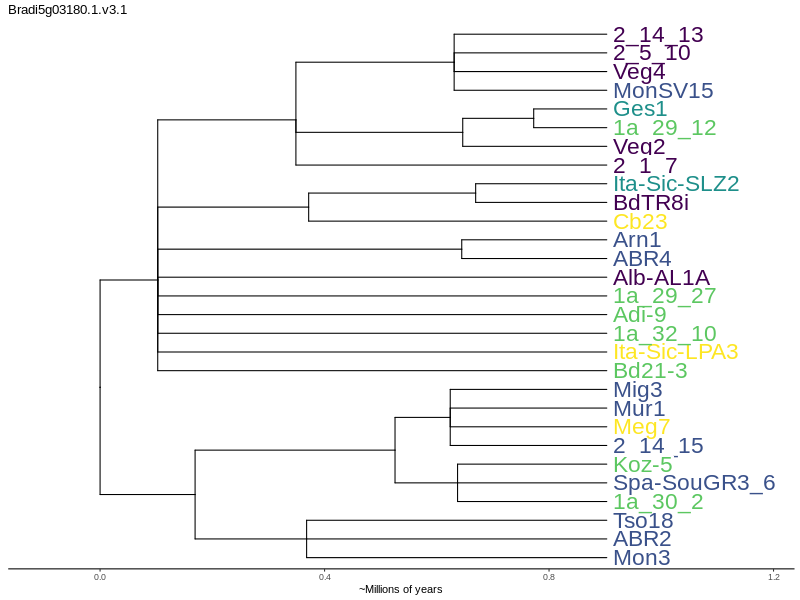 Bradi5g03180.1.v3.1
2_14_13
2_5_10
Veg4
MonSV15
Ges1
1a_29_12
Veg2
2_1_7
Ita-Sic-SLZ2
BdTR8i
Cb23
Arn1
ABR4
Alb-AL1A
1a_29_27
Adi-9
1a_32_10
Ita-Sic-LPA3
Bd21-3
Mig3
Mur1
Meg7
2_14_15
Koz-5
Spa-SouGR3_6
1a_30_2
Tso18
ABR2
Mon3
0.0 0.4 0.8 1.2
~Millions of years